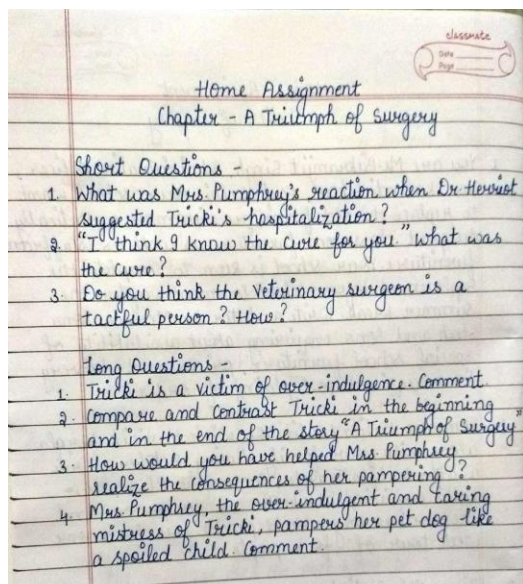 classmate
Date
Page
Home Assignment
Chapter - A Triumph of Surgery
Short Questions -
1. What was Mrs. Pumphrey's reaction when Dr Herriot
suggested Tricki's hospitalization?
2. "I think I know the cure for you." What was
the cure?
3. Do you think the veterinary surgeon is a
tactful person? How?
Long Questions -
1. Tricki is a victim of over-indulgence. Comment.
2. Compare and contrast Tricki in the beginning
and in the end of the story "A Triumph of Surgery"
3. How would you have helped Mrs. Pumphrey
realize the consequences of her pampering?
4. Mrs. Pumphrey, the over-indulgent and caring
mistress of Tricki, pampers her pet dog like
a spoiled child. Comment.